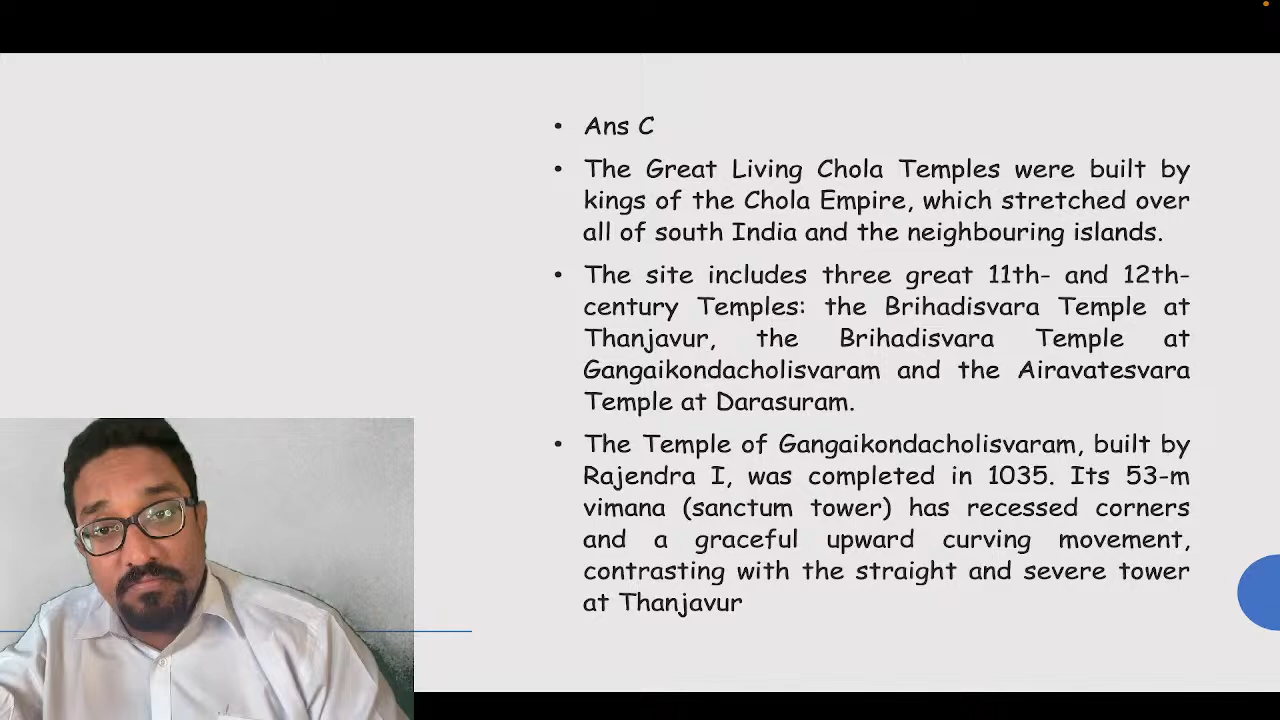 • Ans C
• The Great Living Chola Temples were built by
kings of the Chola Empire, which stretched over
all of south India and the neighbouring islands.
• The site includes three great 11th- and 12th-
century Temples: the Brihadisvara Temple at
Thanjavur, the Brihadisvara Temple at
Gangaikondacholisvaram and the Airavatesvara
Temple at Darasuram.
• The Temple of Gangaikondacholisvaram, built by
Rajendra I, was completed in 1035. Its 53-m
vimana (sanctum tower) has recessed corners
and a graceful upward curving movement,
contrasting with the straight and severe tower
at Thanjavur